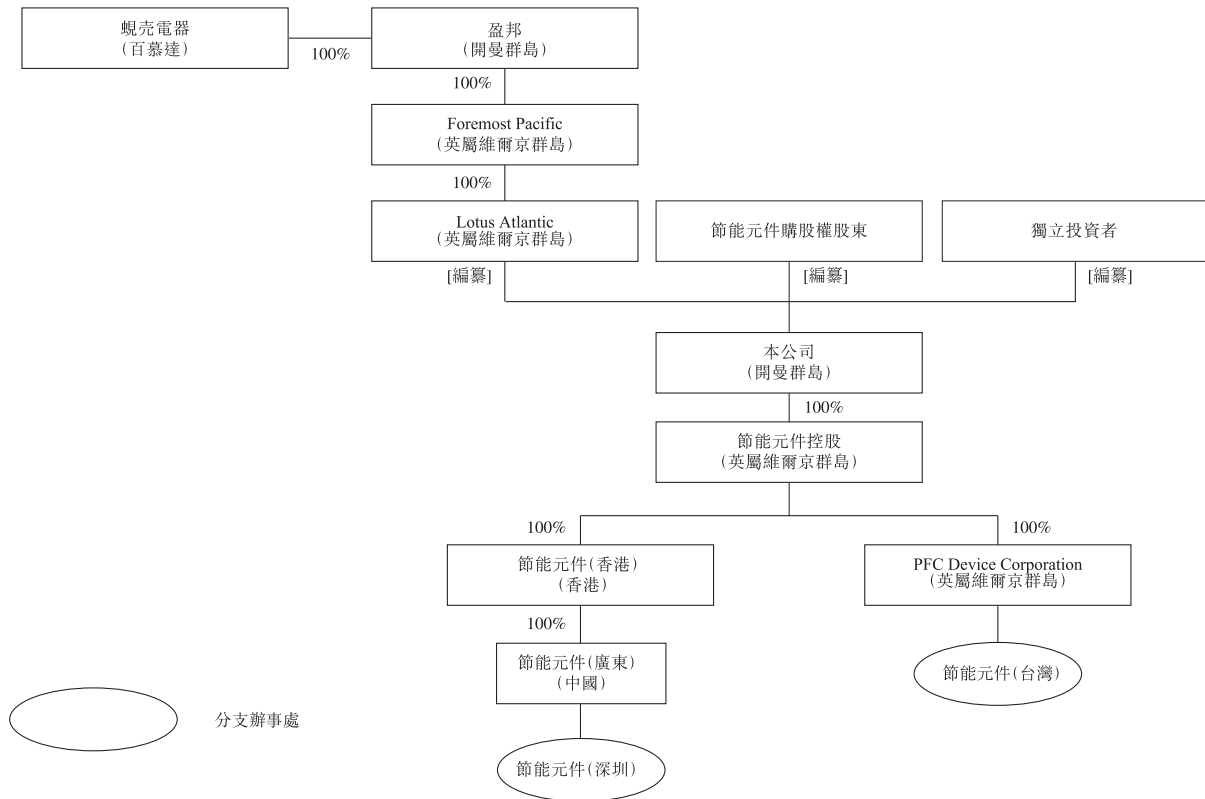 蜆壳電器
(百慕達)
100%
盈邦
(開曼群島)
100%
Foremost Pacific
(英屬維爾京群島)
100%
Lotus Atlantic
(英屬維爾京群島)
節能元件購股權股東
獨立投資者
[編纂]
[編纂]
[編纂]
本公司
(開曼群島)
100%
節能元件控股
(英屬維爾京群島)
100%
100%
節能元件(香港)
(香港)
PFC Device Corporation
(英屬維爾京群島)
100%
節能元件(廣東)
(中國)
節能元件(台灣)
分支辦事處
節能元件(深圳)